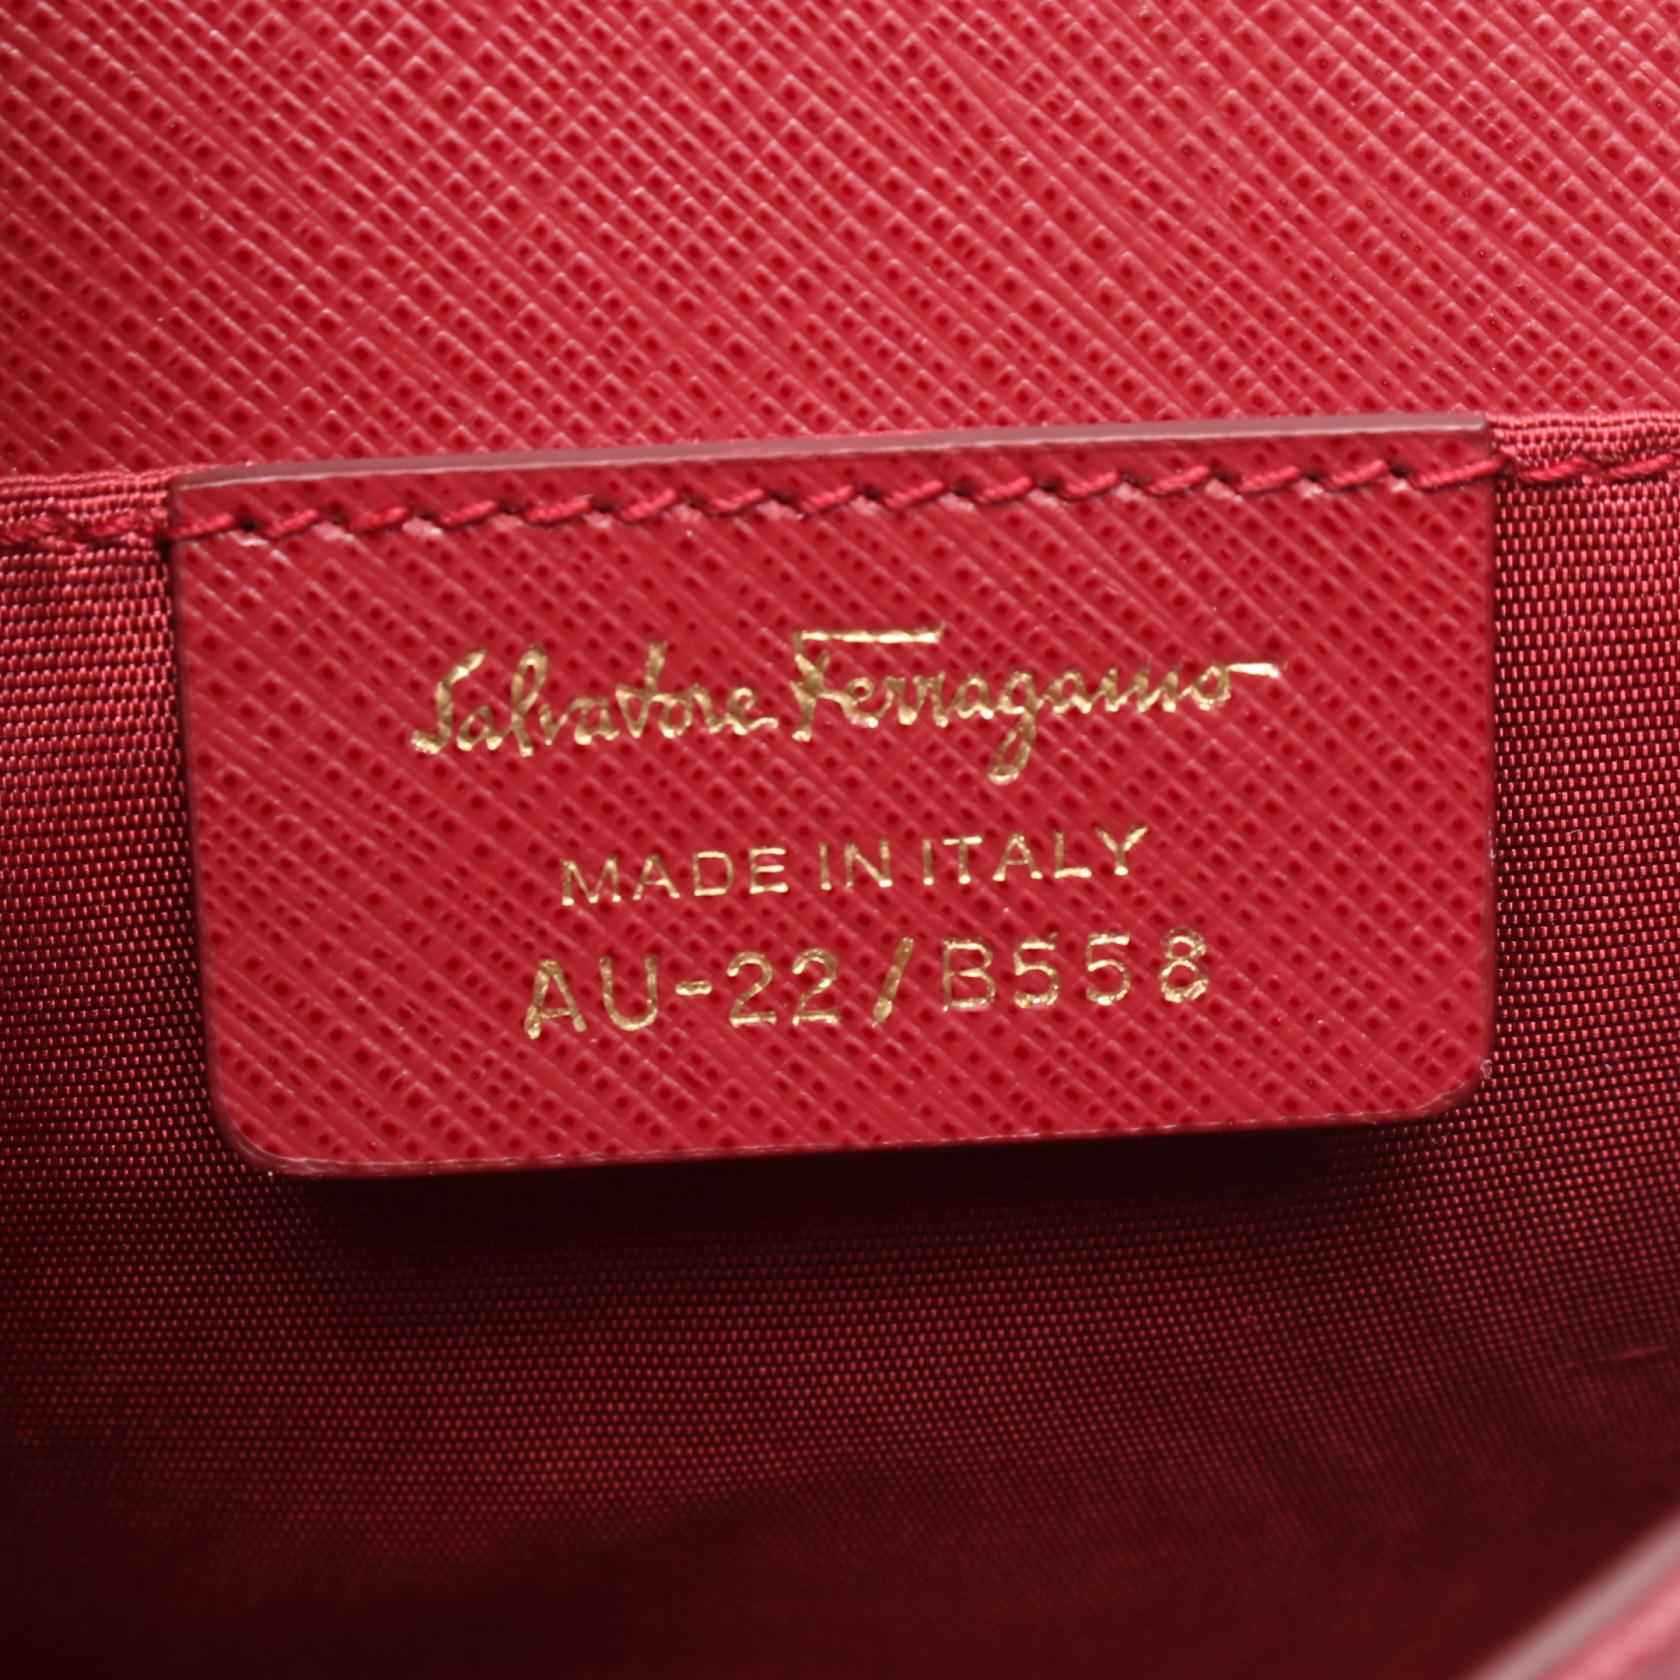 Salvatore Ferragamo
MADE IN ITALY
AU-22/B558